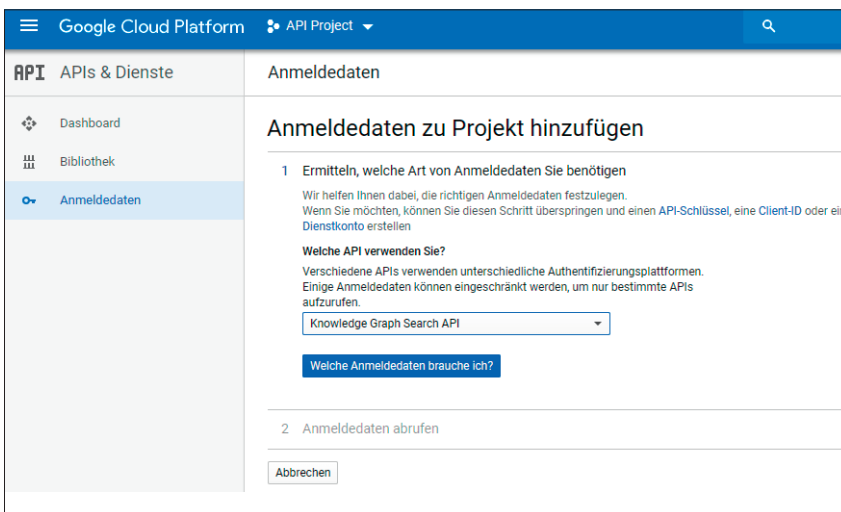 Google Cloud Platform API Project
API APIs & Dienste
Anmeldedaten
Dashboard
Bibliothek
Anmeldedaten
Anmeldedaten zu Projekt hinzufügen
1 Ermitteln, welche Art von Anmeldedaten Sie benötigen
Wir helfen Ihnen dabei, die richtigen Anmeldedaten festzulegen.
Wenn Sie möchten, können Sie diesen Schritt überspringen und einen API-Schlüssel, eine Client-ID oder
Dienstkonto erstellen
Welche API verwenden Sie?
Verschiedene APIs verwenden unterschiedliche Authentifizierungsplattformen.
Einige Anmeldedaten können eingeschränkt werden, um nur bestimmte APIs
aufzurufen.
Knowledge Graph Search API
Welche Anmeldedaten brauche ich?
2 Anmeldedaten abrufen
Abbrechen